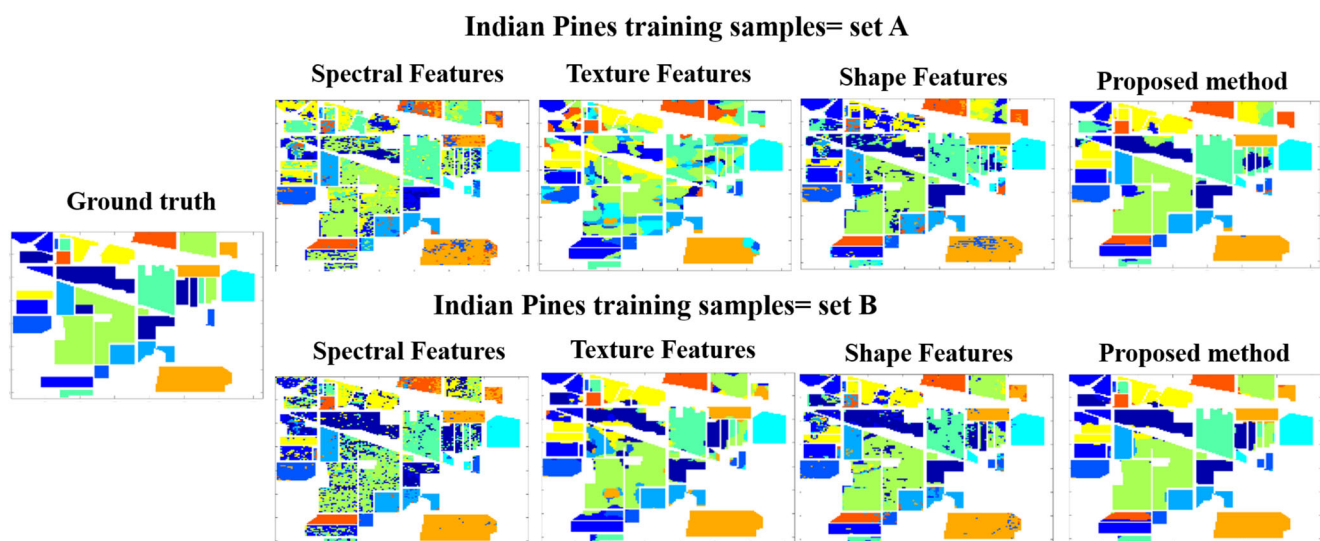 Indian Pines training samples= set A
Spectral Features
Texture Features
Shape Features
Proposed method
Ground truth
Indian Pines training samples= set B
Spectral Features
Texture Features
Shape Features
Proposed method